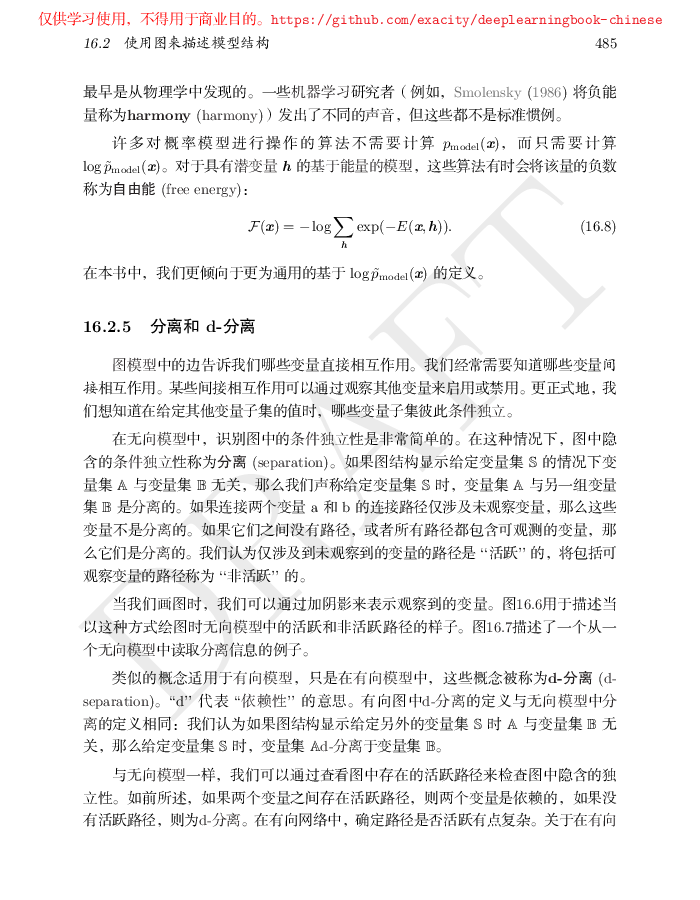 仅供学习使用，不得用于商业目的。https://github.com/exacity/deeplearningbook-chinese
16.2 使用图来描述模型结构 485
最早是从物理学中发现的。一些机器学习研究者（例如，Smolensky (1986) 将负能
量称为harmony (harmony)）发出了不同的声音，但这些都不是标准惯例。
许多对概率模型进行操作的算法不需要计算 p_model(x)，而只需要计算
log p̃_model(x)。对于具有潜变量 h 的基于能量的模型，这些算法有时会将该量的负数
称为自由能 (free energy)：
F(x) = − log ∑_h exp(−E(x, h)). (16.8)
在本书中，我们更倾向于更为通用的基于 log p̃_model(x) 的定义。
16.2.5 分离和 d-分离
图模型中的边告诉我们哪些变量直接相互作用。我们经常需要知道哪些变量间
接相互作用。某些间接相互作用可以通过观察其他变量来启用或禁用。更正式地，我
们想知道在给定其他变量子集的值时，哪些变量子集彼此条件独立。
在无向模型中，识别图中的条件独立性是非常简单的。在这种情况下，图中隐
含的条件独立性称为分离 (separation)。如果图结构显示给定变量集 𝕊 的情况下变
量集 𝔸 与变量集 𝔹 无关，那么我们声称给定变量集 𝕊 时，变量集 𝔸 与另一组变量
集 𝔹 是分离的。如果连接两个变量 a 和 b 的连接路径仅涉及未观察变量，那么这些
变量不是分离的。如果它们之间没有路径，或者所有路径都包含可观测的变量，那
么它们是分离的。我们认为仅涉及到未观察到的变量的路径是 “活跃” 的，将包括可
观察变量的路径称为 “非活跃” 的。
当我们画图时，我们可以通过加阴影来表示观察到的变量。图16.6用于描述当
以这种方式绘图时无向模型中的活跃和非活跃路径的样子。图16.7描述了一个从一
个无向模型中读取分离信息的例子。
类似的概念适用于有向模型，只是在有向模型中，这些概念被称为d-分离 (d-
separation)。“d” 代表 “依赖性” 的意思。有向图中d-分离的定义与无向模型中分
离的定义相同：我们认为如果图结构显示给定另外的变量集 𝕊 时 𝔸 与变量集 𝔹 无
关，那么给定变量集 𝕊 时，变量集 𝔸d-分离于变量集 𝔹。
与无向模型一样，我们可以通过查看图中存在的活跃路径来检查图中隐含的独
立性。如前所述，如果两个变量之间存在活跃路径，则两个变量是依赖的，如果没
有活跃路径，则为d-分离。在有向网络中，确定路径是否活跃有点复杂。关于在有向
DRAFT